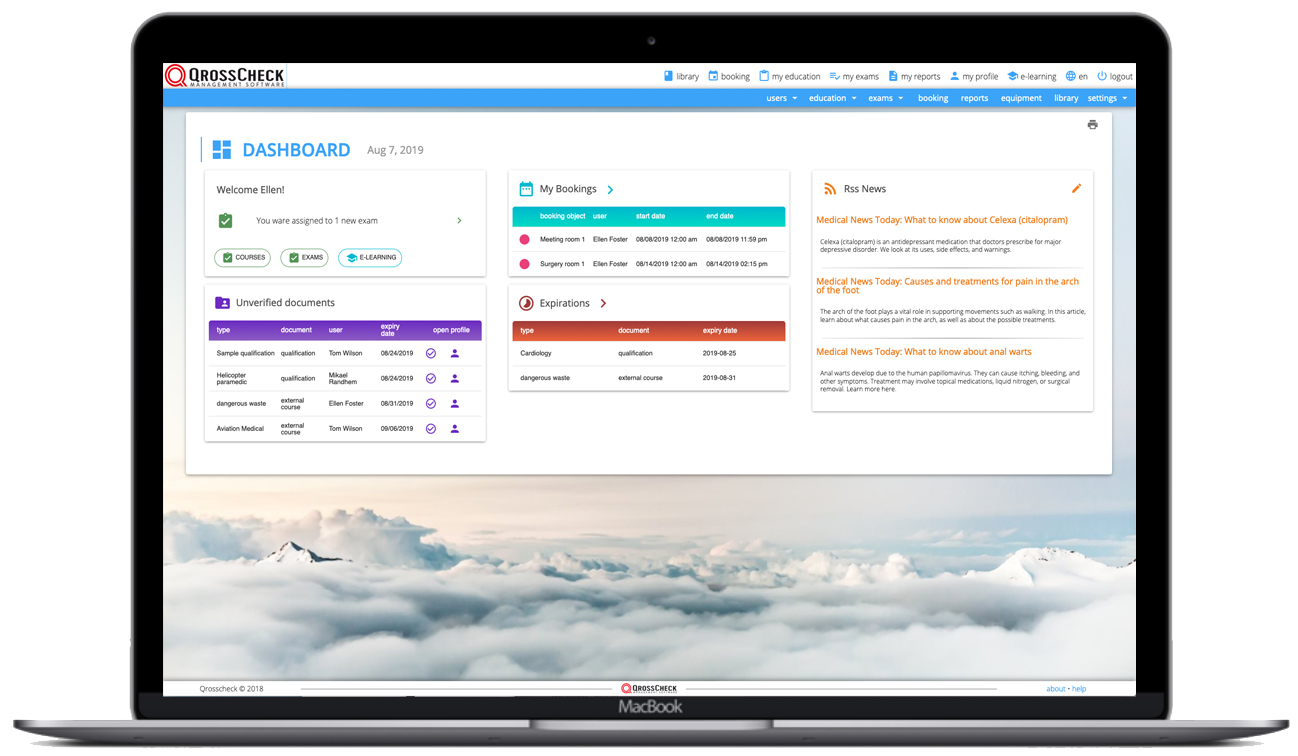 QROSSCHECK
MANAGEMENT SOFTWARE
library booking my education my exams my reports my profile e-learning en logout
users education exams booking reports equipment library settings
DASHBOARD Aug 7, 2019
Welcome Ellen!
You ware assigned to 1 new exam
COURSES EXAMS E-LEARNING
My Bookings
booking object user start date end date
Meeting room 1 Ellen Foster 08/08/2019 12:00 am 08/08/2019 11:59 pm
Surgery room 1 Ellen Foster 08/14/2019 12:00 am 08/14/2019 02:15 pm
Rss News
Medical News Today: What to know about Celexa (citalopram)
Celexa (citalopram) is an antidepressant medication that doctors prescribe for major
depressive disorder. We look at its uses, side effects, and warnings.
Medical News Today: Causes and treatments for pain in the arch
of the foot
The arch of the foot plays a vital role in supporting movements such as walking. In this article,
learn about what causes pain in the arch, as well as about the possible treatments.
Medical News Today: What to know about anal warts
Anal warts develop due to the human papillomavirus. They can cause itching, bleeding, and
other symptoms. Treatment may involve topical medications, liquid nitrogen, or surgical
removal. Learn more here.
Unverified documents
type document user expiry date open profile
Sample qualification qualification Tom Wilson 08/24/2019
Helicopter paramedic qualification Mikael Randhem 08/24/2019
dangerous waste external course Ellen Foster 08/31/2019
Aviation Medical external course Tom Wilson 09/06/2019
Expirations
type document expiry date
Cardiology qualification 2019-08-25
dangerous waste external course 2019-08-31
Qrosscheck © 2018
QROSSCHECK
MANAGEMENT SOFTWARE
about • help
MacBook